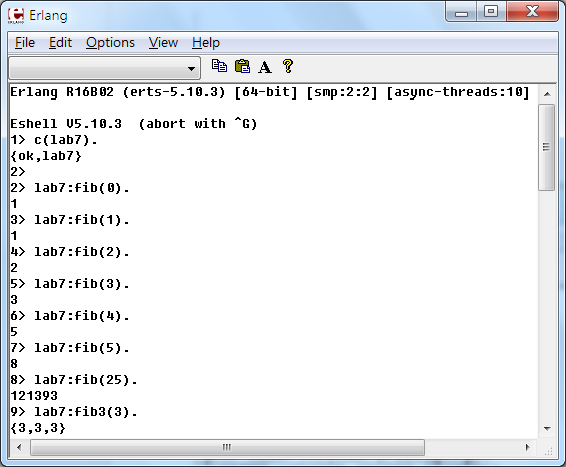 Erlang
File Edit Options View Help
Erlang R16B02 (erts-5.10.3) [64-bit] [smp:2:2] [async-threads:10]
Eshell V5.10.3 (abort with ^G)
1> c(lab7).
{ok,lab7}
2>
2> lab7:fib(0).
1
3> lab7:fib(1).
1
4> lab7:fib(2).
2
5> lab7:fib(3).
3
6> lab7:fib(4).
5
7> lab7:fib(5).
8
8> lab7:fib(25).
121393
9> lab7:fib3(3).
{3,3,3}